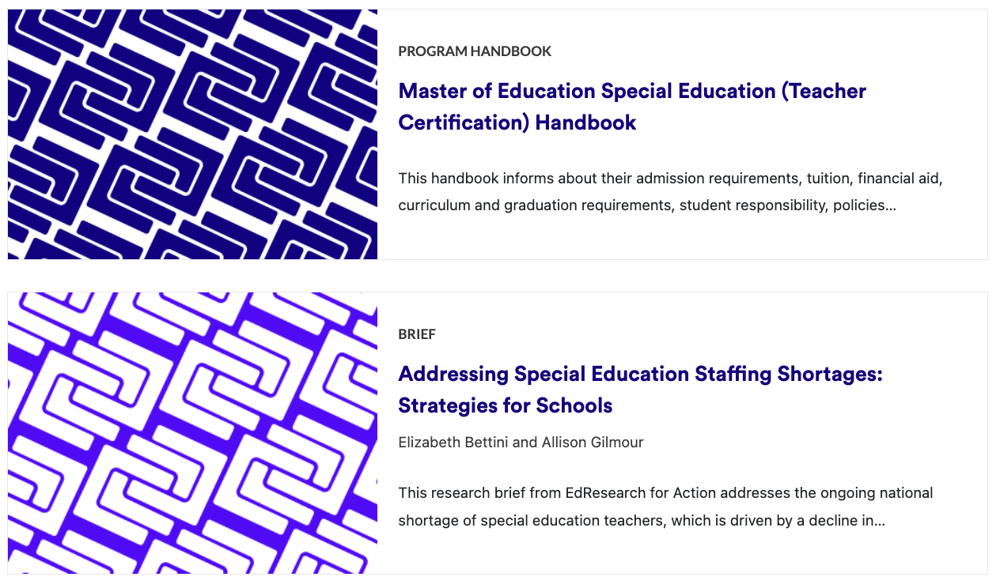 PROGRAM HANDBOOK
Master of Education Special Education (Teacher
Certification) Handbook
This handbook informs about their admission requirements, tuition, financial aid,
curriculum and graduation requirements, student responsibility, policies...
BRIEF
Addressing Special Education Staffing Shortages:
Strategies for Schools
Elizabeth Bettini and Allison Gilmour
This research brief from EdResearch for Action addresses the ongoing national
shortage of special education teachers, which is driven by a decline in...